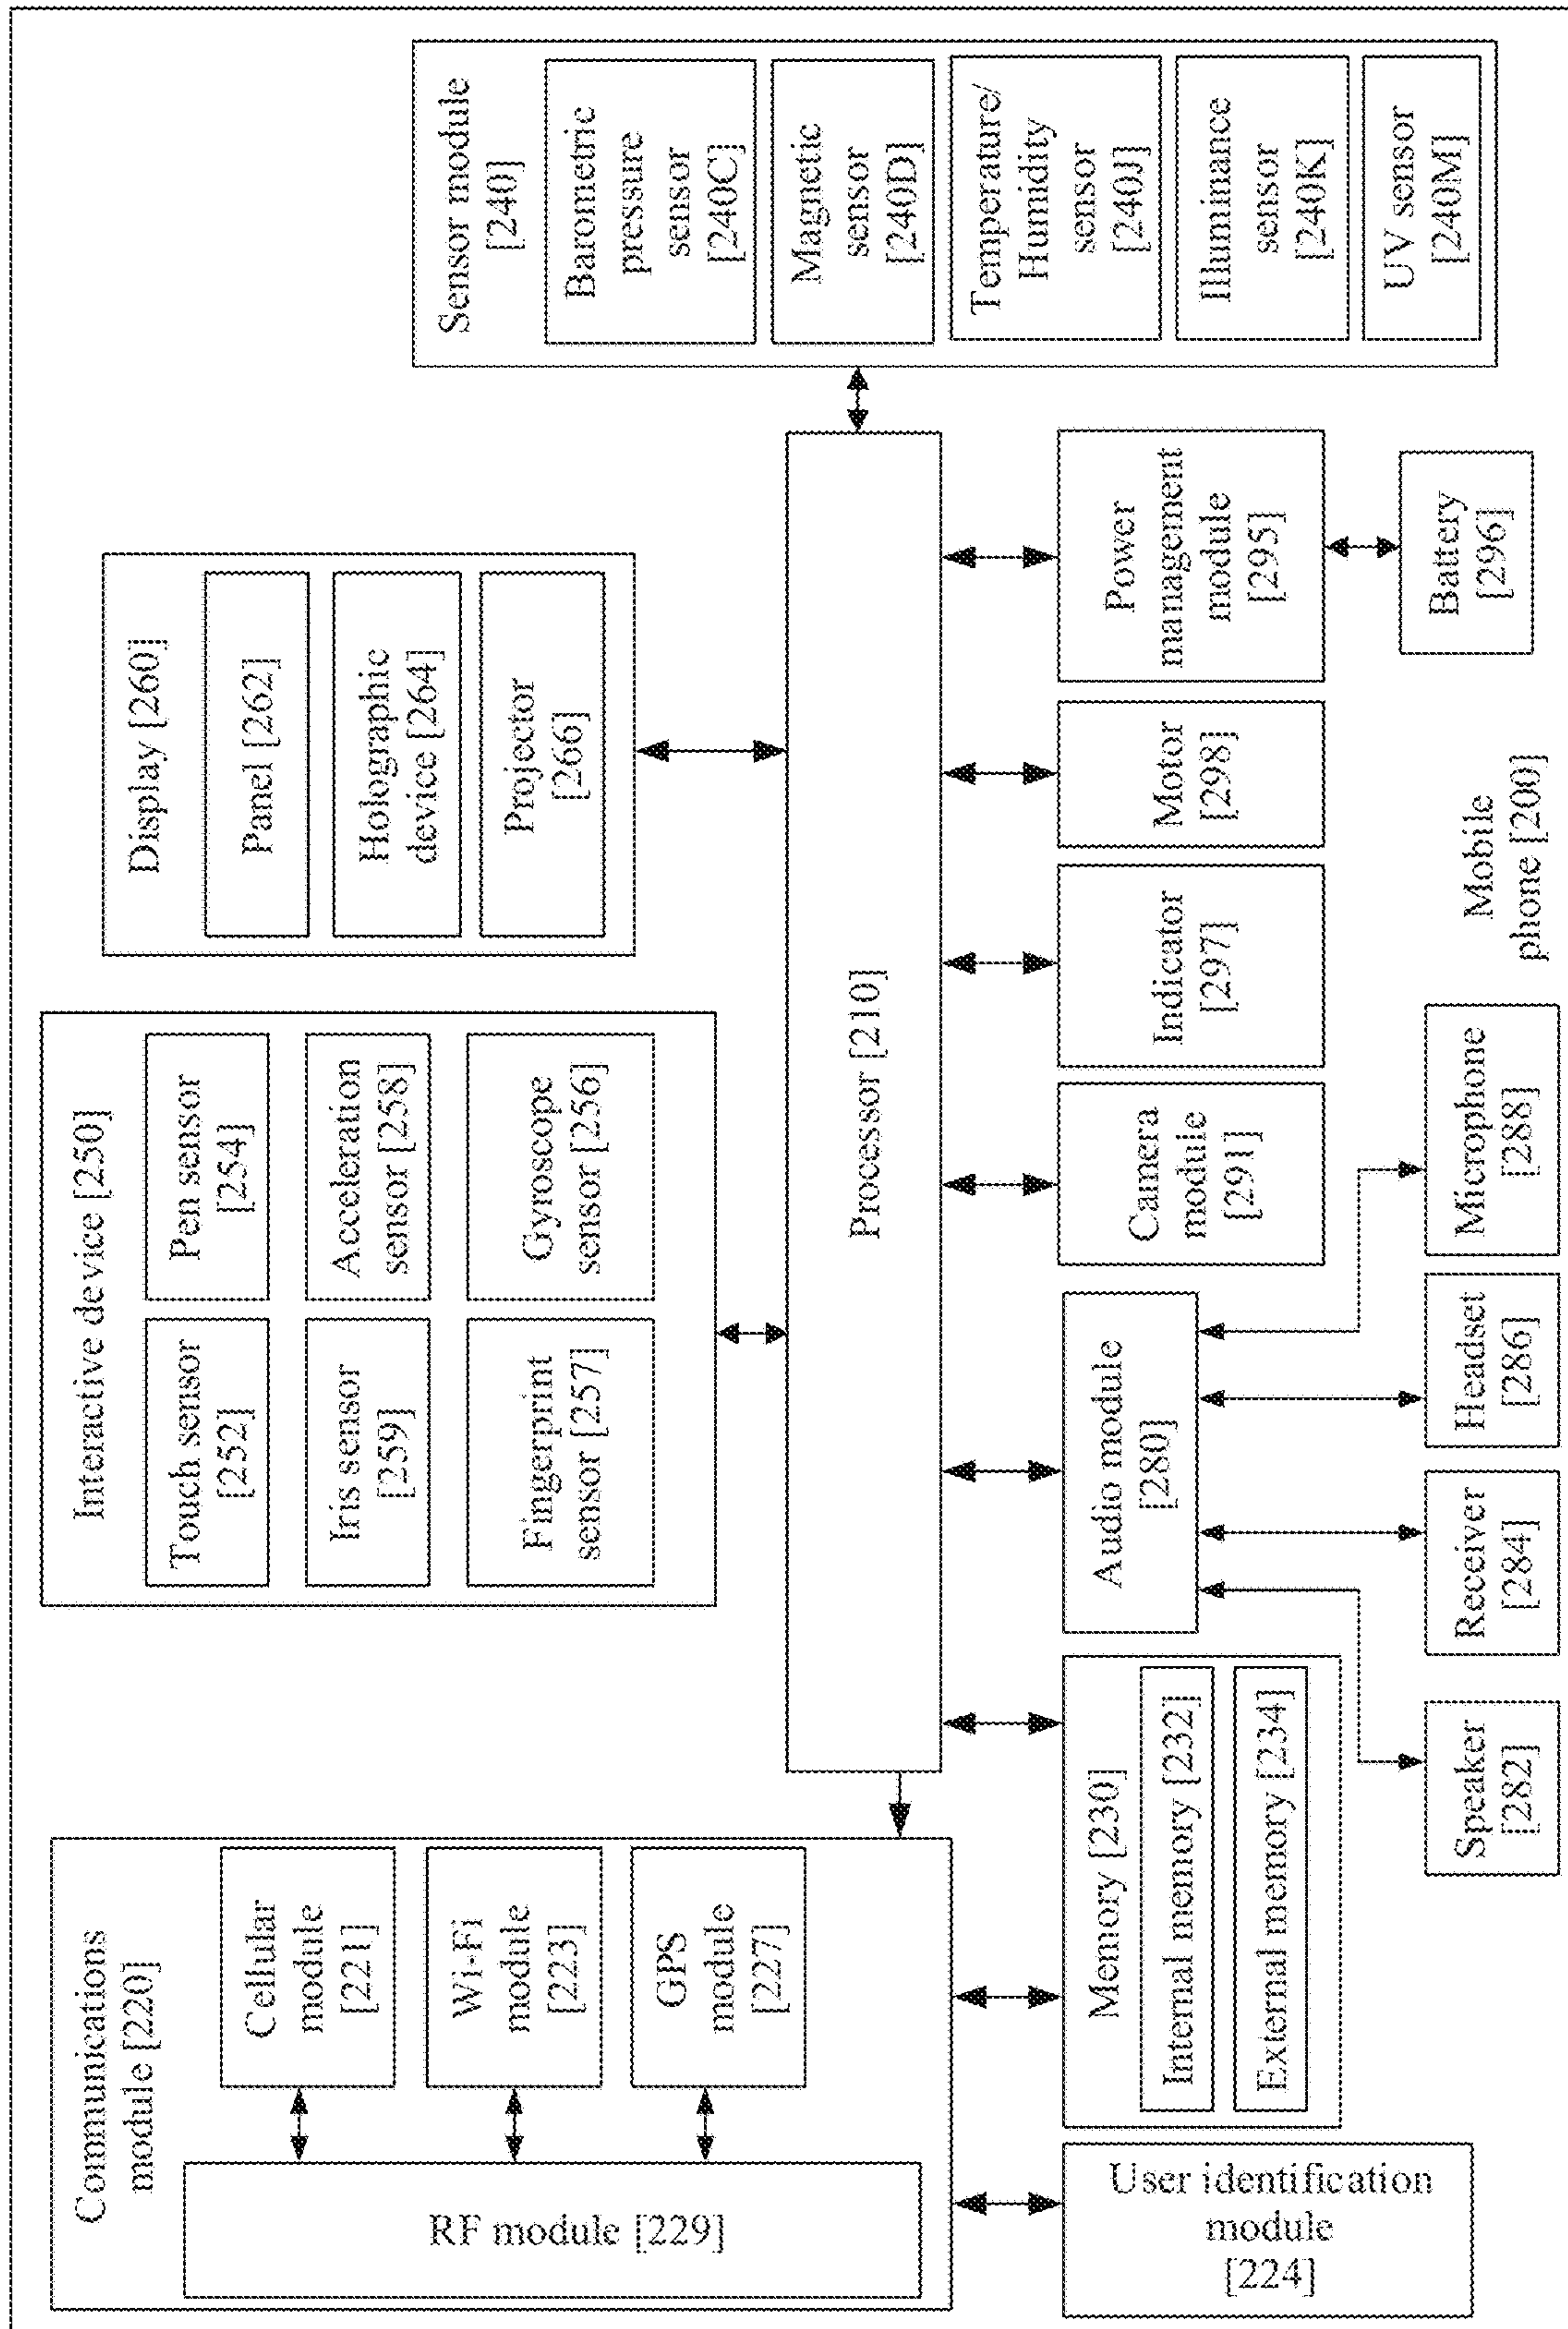 Communications
module [220]
Cellular
module
[221]
Wi-Fi
module
[223]
GPS
module
[227]
RF module [229]
Interactive device [250]
Touch sensor
[252]
Pen sensor
[254]
Iris sensor
[259]
Acceleration
sensor [258]
Fingerprint
sensor [257]
Gyroscope
sensor [256]
Display [260]
Panel [262]
Holographic
device [264]
Projector
[266]
Sensor module
[240]
Barometric
pressure
sensor
[240C]
Magnetic
sensor
[240D]
Temperature/
Humidity
sensor
[240J]
Illuminance
sensor
[240K]
UV sensor
[240M]
Processor [210]
User identification
module
[224]
Memory [230]
Internal memory [232]
External memory [234]
Audio module
[280]
Camera
module
[291]
Indicator
[297]
Motor
[298]
Power
management
module
[295]
Battery
[296]
Speaker
[282]
Receiver
[284]
Headset
[286]
Microphone
[288]
Mobile
phone [200]